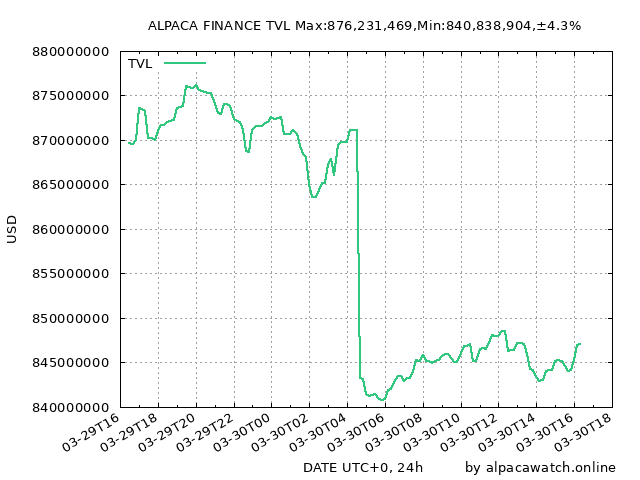 ALPACA FINANCE TVL Max:876,231,469,Min:840,838,904,±4.3%
880000000
TVL
875000000
870000000
865000000
860000000
855000000
850000000
845000000
840000000
USD
03-29T16
03-29T18
03-29T20
03-29T22
03-30T00
03-30T02
03-30T04
03-30T06
03-30T08
03-30T10
03-30T12
03-30T14
03-30T16
03-30T18
DATE UTC+0, 24h
by alpacawatch.online